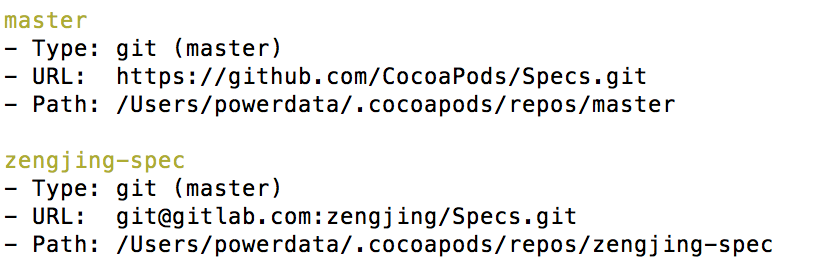 master
- Type: git (master)
- URL:  https://github.com/CocoaPods/Specs.git
- Path: /Users/powerdata/.cocoapods/repos/master
zengjing-spec
- Type: git (master)
- URL:  git@gitlab.com:zengjing/Specs.git
- Path: /Users/powerdata/.cocoapods/repos/zengjing-spec